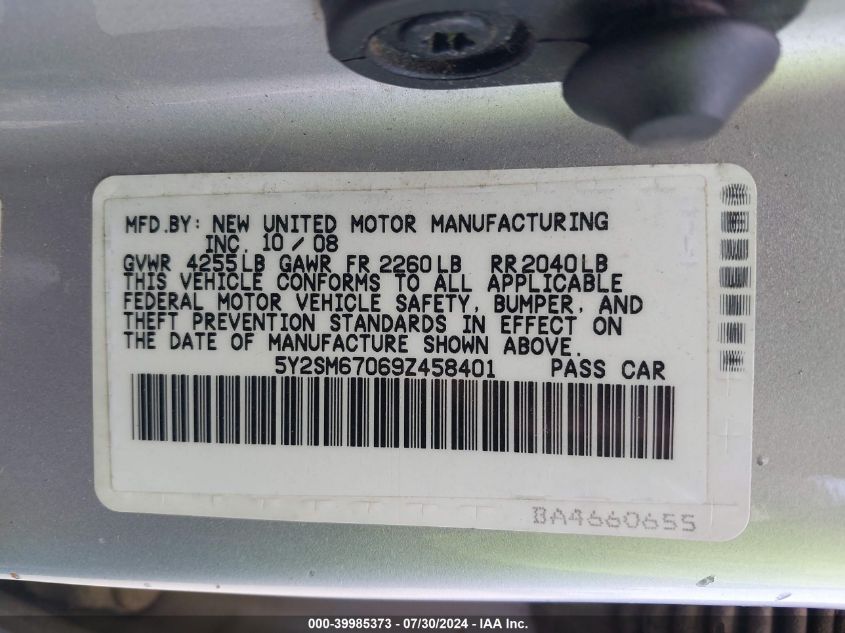 MFD.BY: NEW UNITED MOTOR MANUFACTURING
INC. 10 / 08
GVWR 4255LB GAWR FR 2260LB RR2040LB
THIS VEHICLE CONFORMS TO ALL APPLICABLE
FEDERAL MOTOR VEHICLE SAFETY, BUMPER, AND
THEFT PREVENTION STANDARDS IN EFFECT ON
THE DATE OF MANUFACTURE SHOWN ABOVE.
5Y2SM67069Z458401 PASS CAR
BA4660655
000-39985373 - 07/30/2024 - IAA Inc.